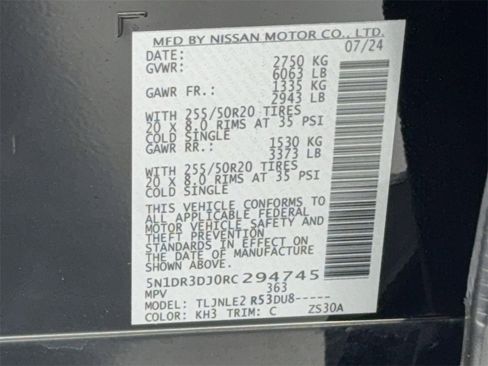 MFD BY NISSAN MOTOR CO., LTD.
DATE: 07/24
GVWR: 2750 KG
6063 LB
GAWR FR.: 1335 KG
2943 LB
WITH 255/50R20 TIRES
20 X 8.0 RIMS AT 35 PSI
COLD SINGLE
GAWR RR.: 1530 KG
3373 LB
WITH 255/50R20 TIRES
20 X 8.0 RIMS AT 35 PSI
COLD SINGLE
THIS VEHICLE CONFORMS TO
ALL APPLICABLE FEDERAL
MOTOR VEHICLE SAFETY AND
THEFT PREVENTION
STANDARDS IN EFFECT ON
THE DATE OF MANUFACTURE
SHOWN ABOVE.
5N1DR3DJ0RC294745
MPV 363
MODEL: TLJNLE2 R53DU8-----
COLOR: KH3 TRIM: C ZS30A